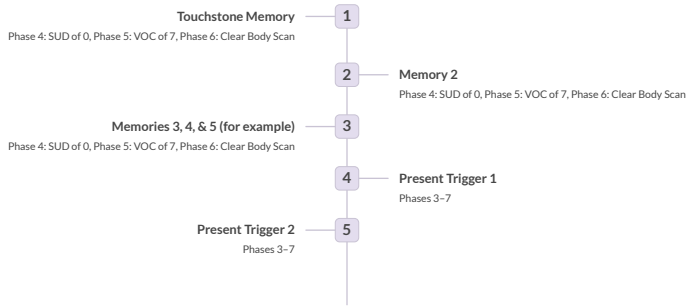 Touchstone Memory
1
Phase 4: SUD of 0, Phase 5: VOC of 7, Phase 6: Clear Body Scan
2
Memory 2
Phase 4: SUD of 0, Phase 5: VOC of 7, Phase 6: Clear Body Scan
Memories 3, 4, & 5 (for example)
3
Phase 4: SUD of 0, Phase 5: VOC of 7, Phase 6: Clear Body Scan
4
Present Trigger 1
Phases 3–7
Present Trigger 2
5
Phases 3–7